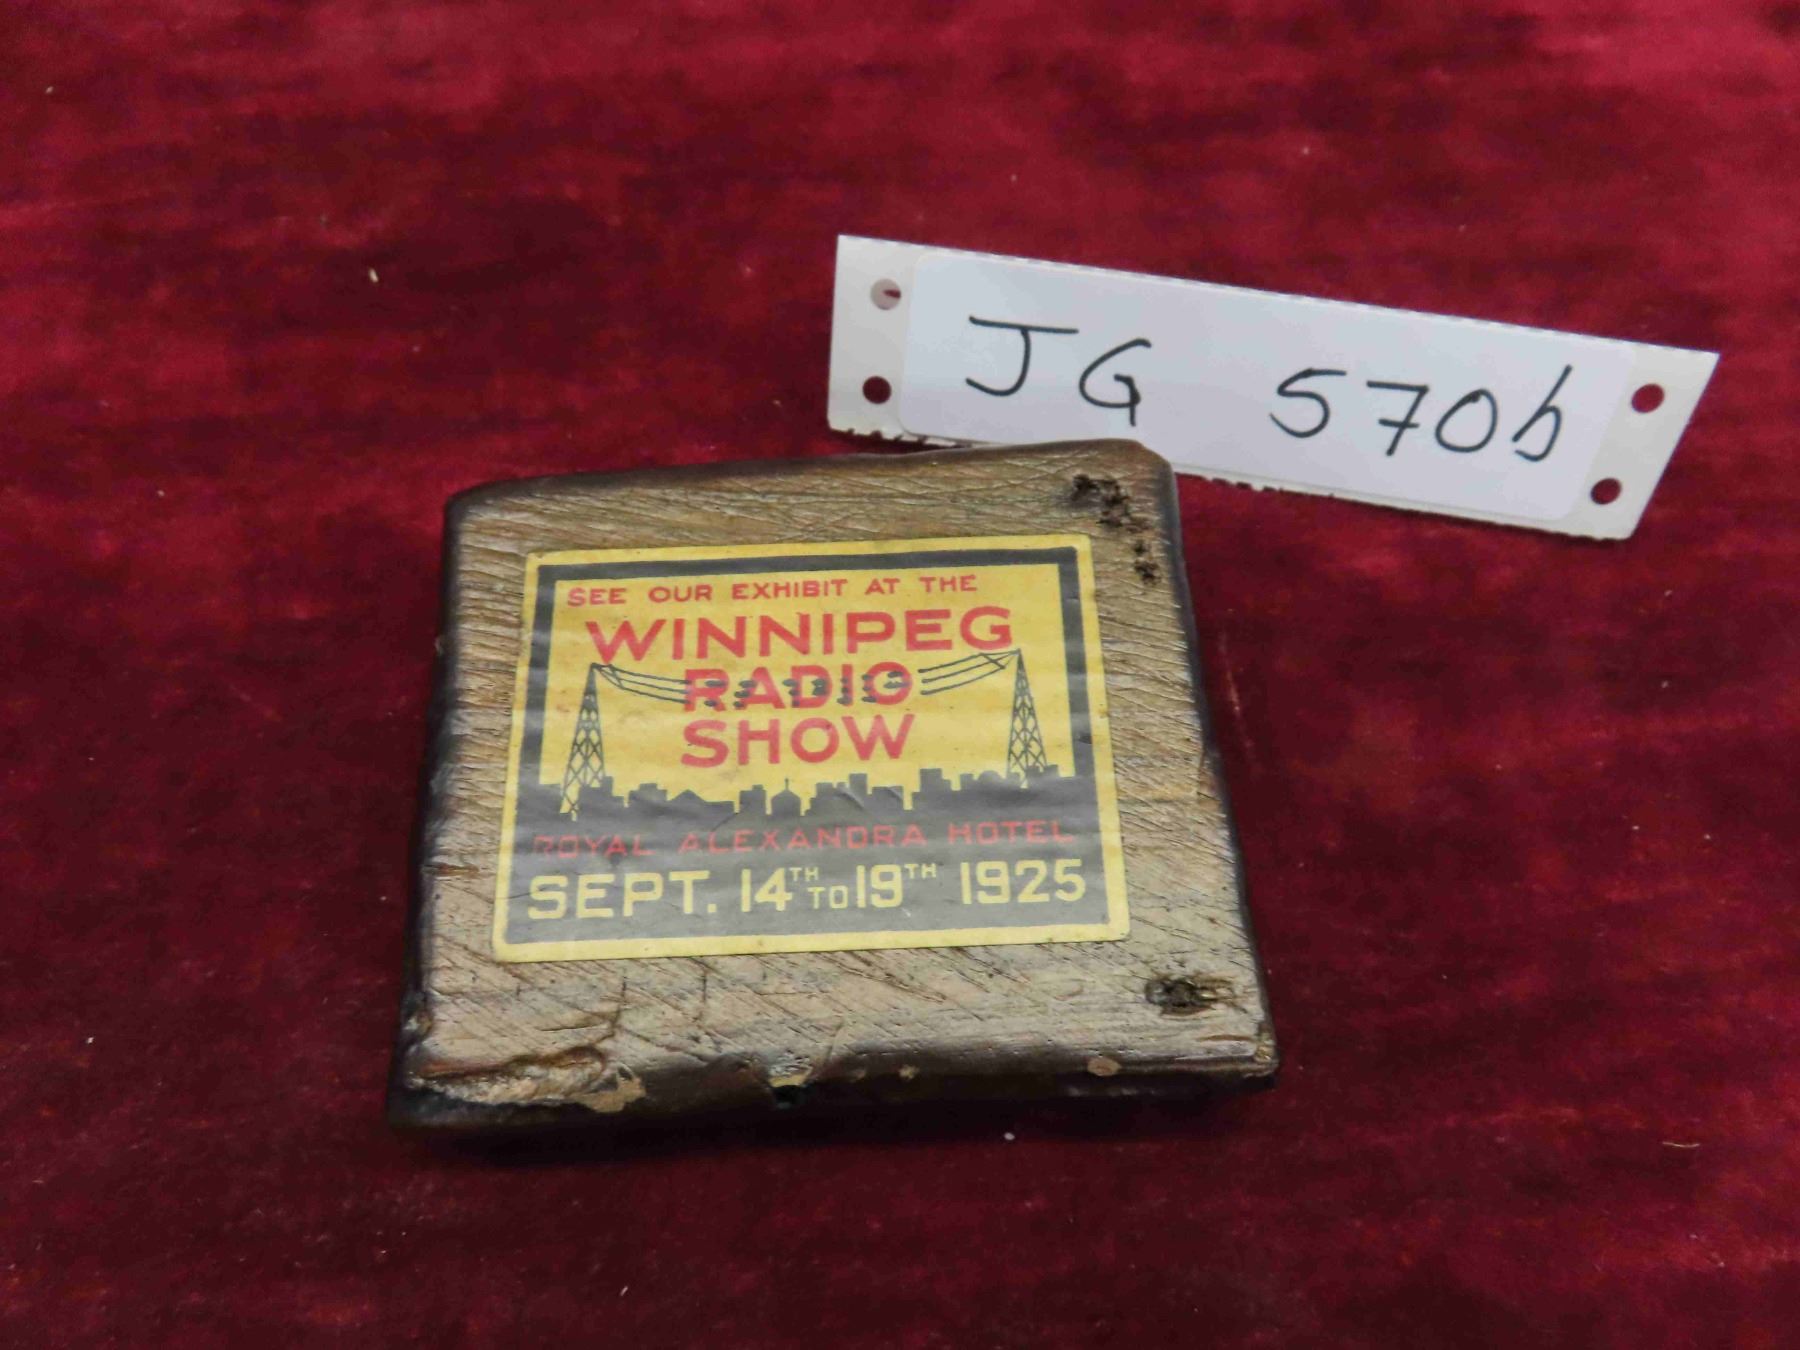 JG 570b
SEE OUR EXHIBIT AT THE
WINNIPEG
RADIO
SHOW
ROYAL ALEXANDRA HOTEL
SEPT. 14TH TO 19TH 1925